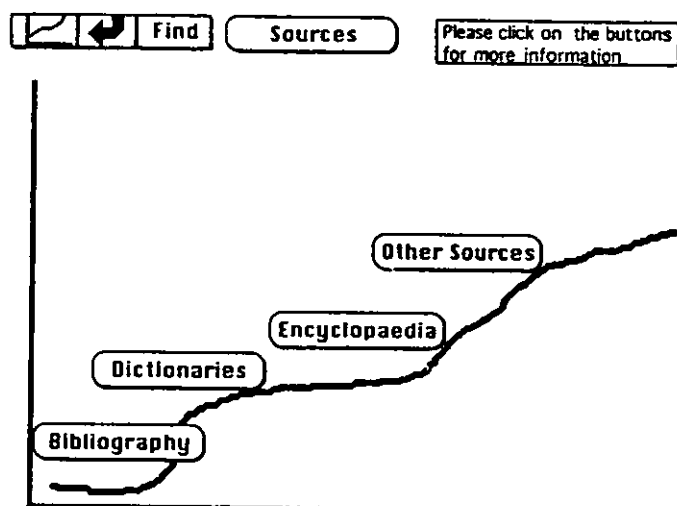 Find
Sources
Please click on the buttons
for more information
Other Sources
Encyclopaedia
Dictionaries
Bibliography